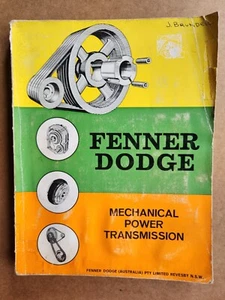 FENNER
DODGE
MECHANICAL
POWER
TRANSMISSION
FENNER DODGE (AUSTRALIA) PTY LIMITED REVESBY N.S.W.